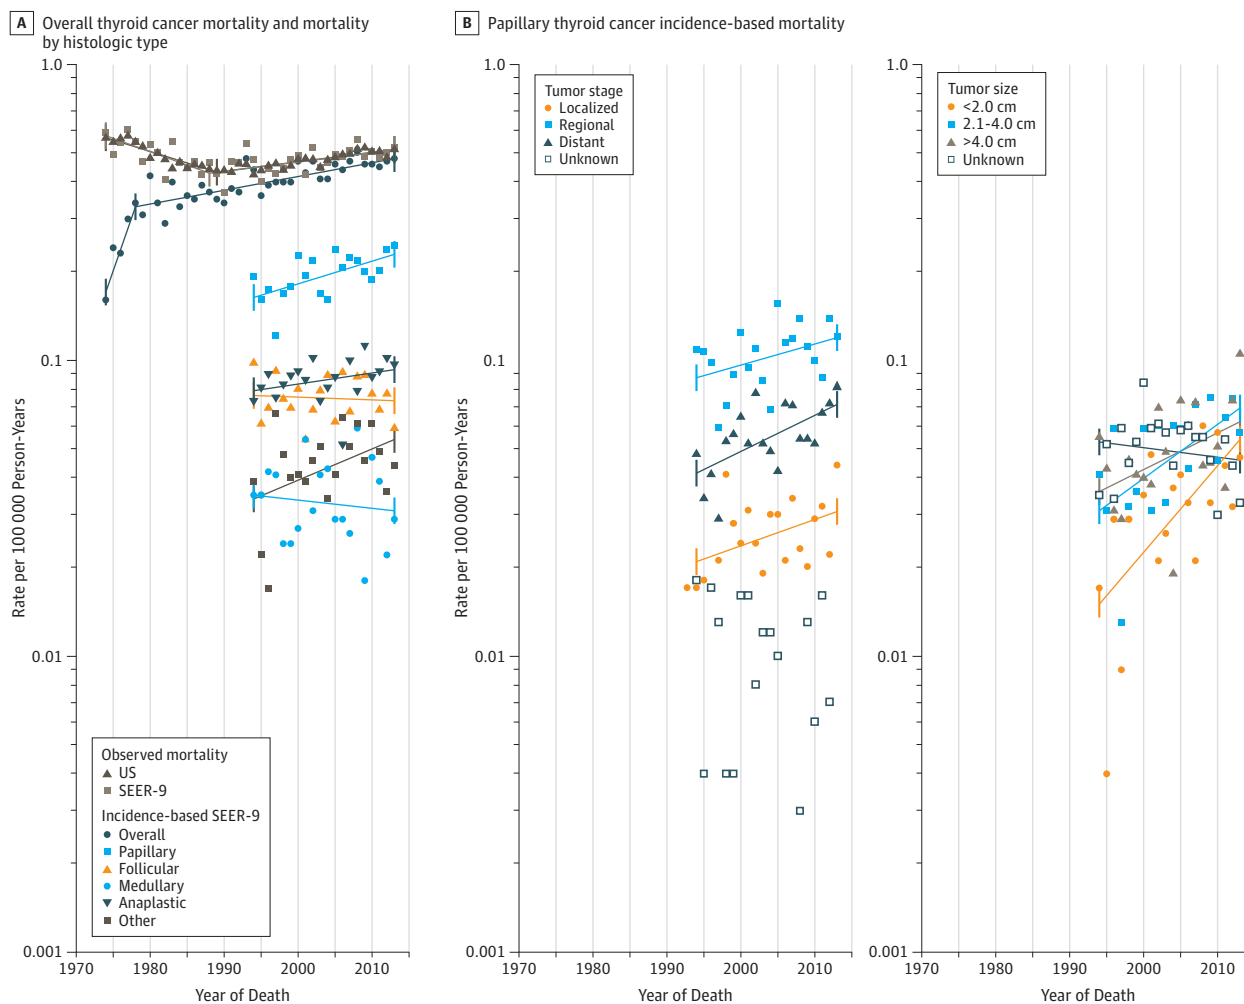 A Overall thyroid cancer mortality and mortality
by histologic type
1.0
0.1
0.01
0.001
Rate per 100 000 Person-Years
1970 1980 1990 2000 2010
Year of Death
Observed mortality
US
SEER-9
Incidence-based SEER-9
Overall
Papillary
Follicular
Medullary
Anaplastic
Other
B Papillary thyroid cancer incidence-based mortality
1.0
0.1
0.01
0.001
Rate per 100 000 Person-Years
1970 1980 1990 2000 2010
Year of Death
Tumor stage
Localized
Regional
Distant
Unknown
1.0
0.1
0.01
0.001
1970 1980 1990 2000 2010
Year of Death
Tumor size
<2.0 cm
2.1-4.0 cm
>4.0 cm
Unknown